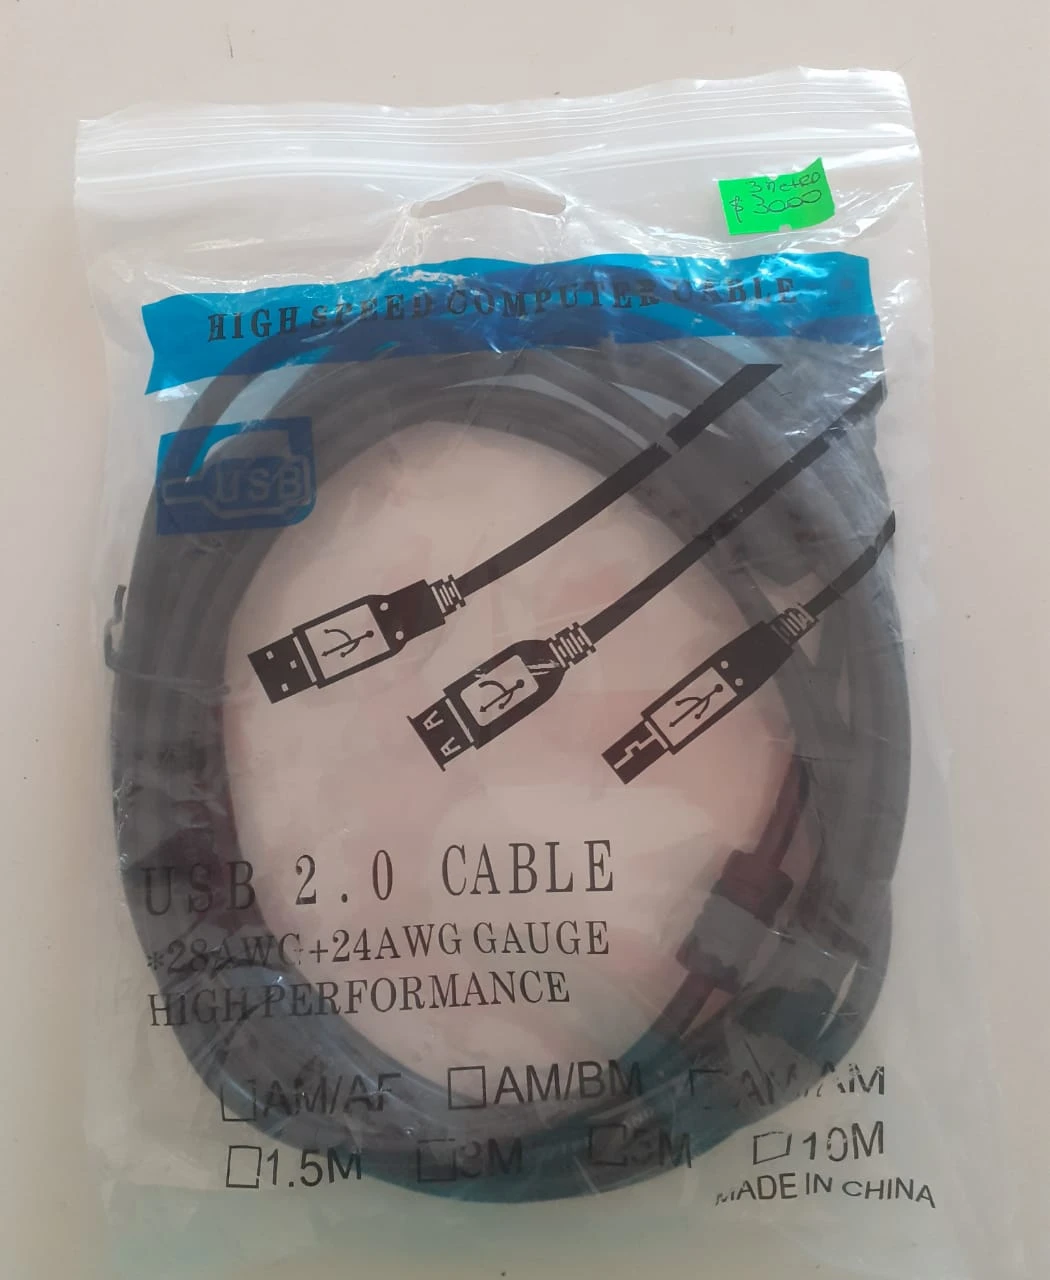 3 metro
$3000
HIGH SPEED COMPUTER CABLE
USB
USB 2.0 CABLE
*28AWG+24AWG GAUGE
HIGH PERFORMANCE
AM/AF AM/BM AM/AM
1.5M 3M 5M 10M
MADE IN CHINA